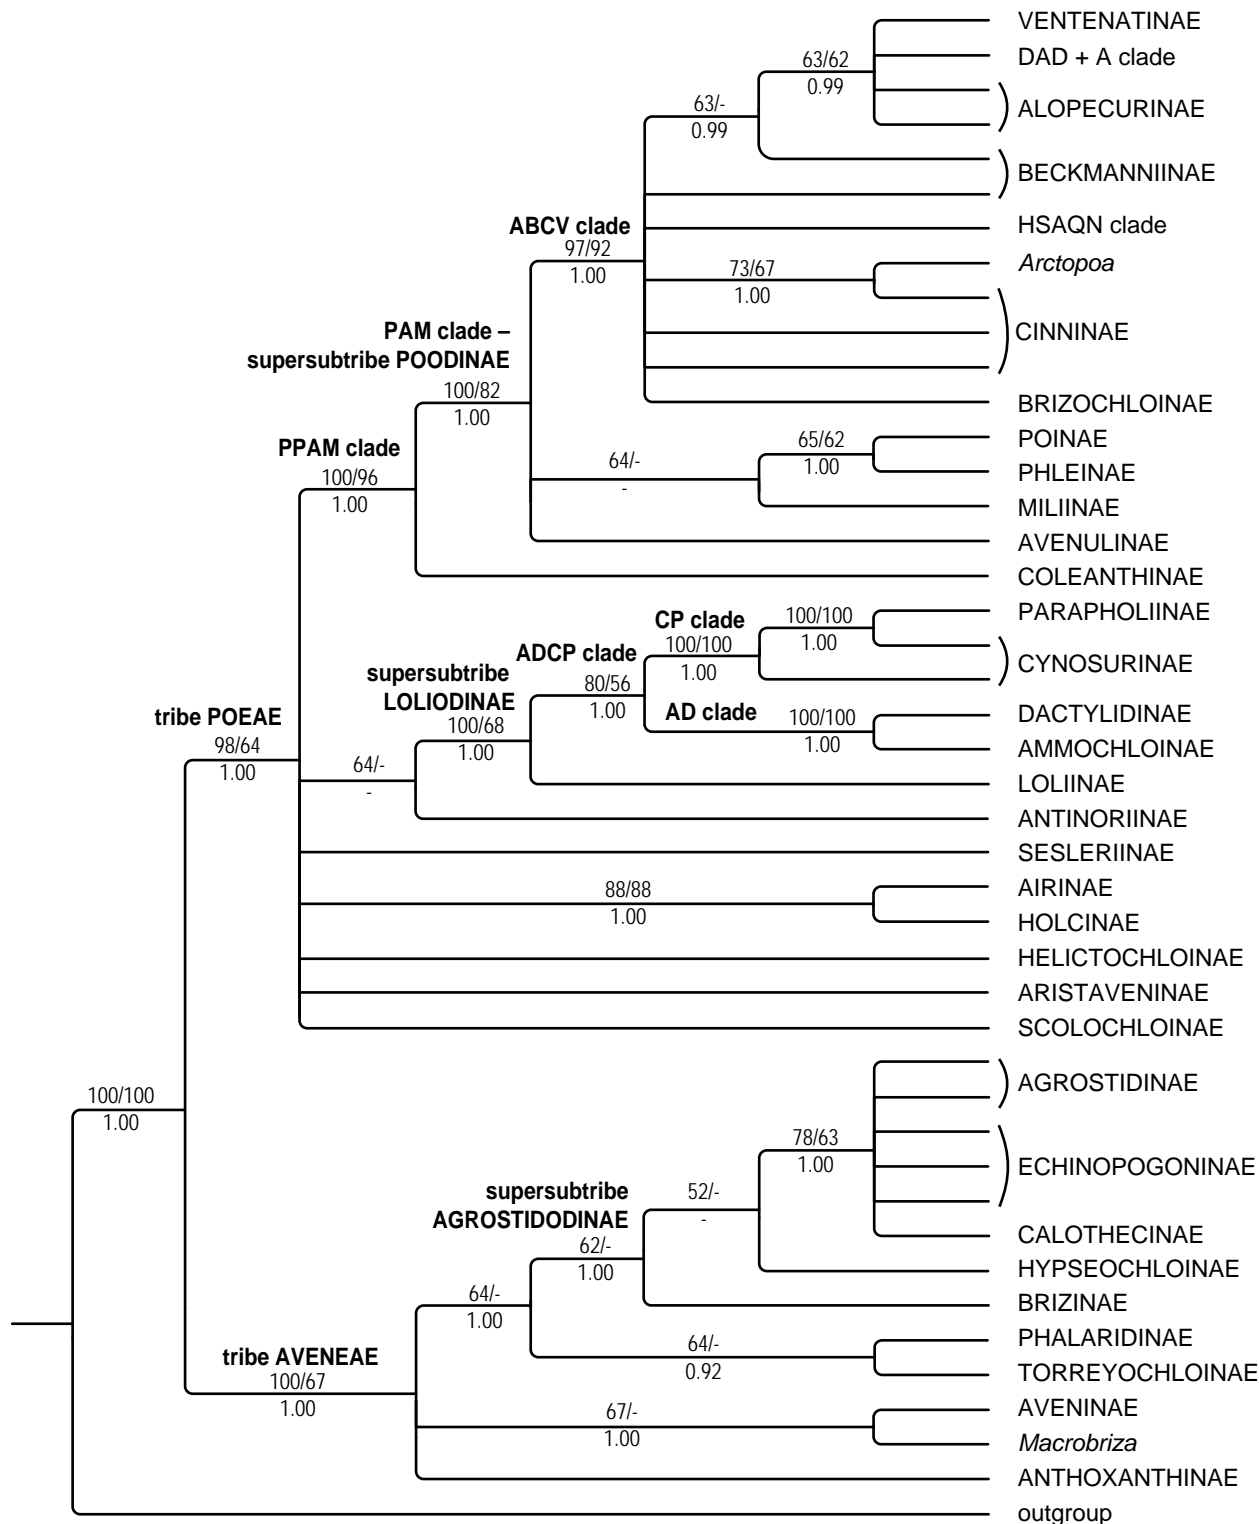 VENTENATINAE
63/62
DAD + A clade
0.99
63/-
ALOPECURINAE
0.99
BECKMANNIINAE
ABCV clade
HSAQN clade
97/92
1.00
Arctopoa
73/67
1.00
PAM clade –
CINNINAE
supersubtribe POODINAE
100/82
BRIZOCHLOINAE
1.00
PPAM clade
65/62
POINAE
64/-
1.00
PHLEINAE
100/96
-
1.00
MILIINAE
AVENULINAE
COLEANTHINAE
CP clade
100/100
PARAPHOLIINAE
ADCP clade
100/100
1.00
supersubtribe
1.00
CYNOSURINAE
80/56
LOLIODINAE
1.00
AD clade
100/100
DACTYLIDINAE
tribe POEAE
100/68
98/64
1.00
1.00
AMMOCHLOINAE
64/-
1.00
-
LOLIINAE
ANTINORIINAE
SESLERIINAE
88/88
AIRINAE
1.00
HOLCINAE
HELICTOCHLOINAE
ARISTAVENINAE
SCOLOCHLOINAE
AGROSTIDINAE
100/100
1.00
78/63
1.00
ECHINOPOGONINAE
supersubtribe
52/-
AGROSTIDODINAE
-
CALOTHECINAE
62/-
1.00
HYPSEOCHLOINAE
64/-
BRIZINAE
1.00
tribe AVENEAE
64/-
PHALARIDINAE
0.92
TORREYOCHLOINAE
100/67
1.00
67/-
AVENINAE
1.00
Macrobriza
ANTHOXANTHINAE
outgroup